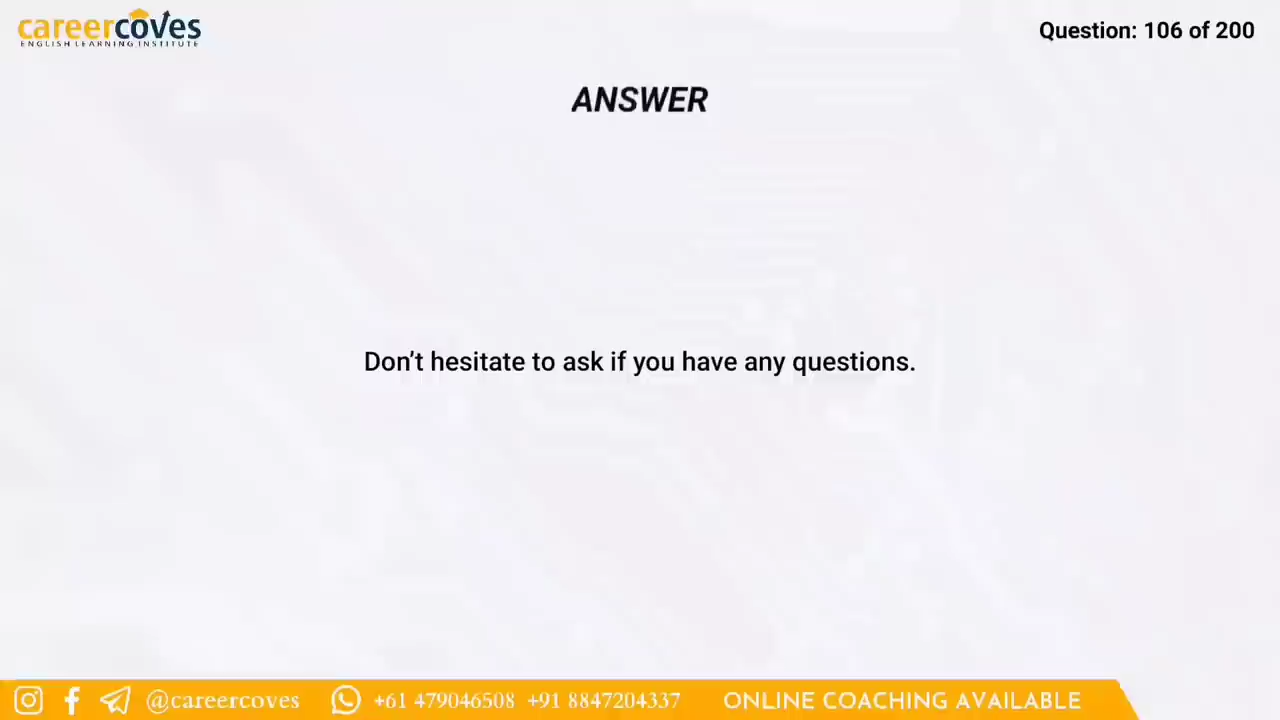 careercoves
ENGLISH LEARNING INSTITUTE
Question: 106 of 200
ANSWER
Don’t hesitate to ask if you have any questions.
@careercoves +61 479046508 +91 8847204337 ONLINE COACHING AVAILABLE